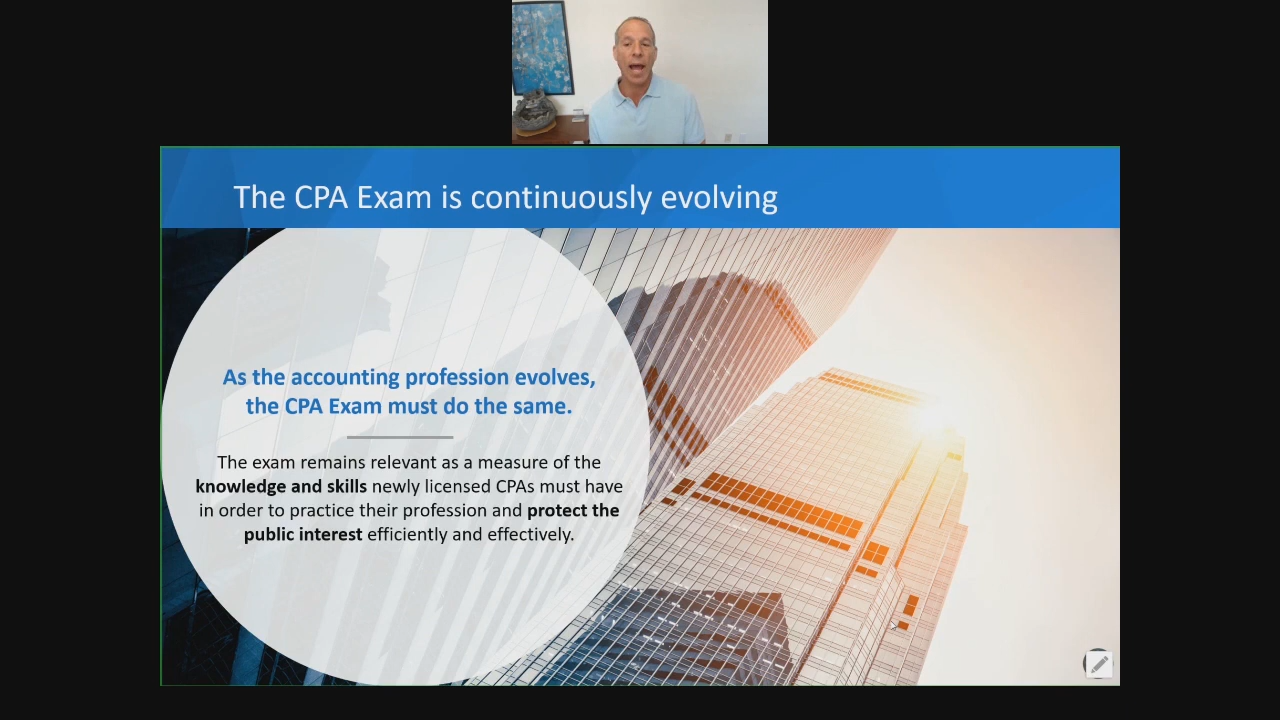 The CPA Exam is continuously evolving
As the accounting profession evolves,
the CPA Exam must do the same.
The exam remains relevant as a measure of the
knowledge and skills newly licensed CPAs must have
in order to practice their profession and protect the
public interest efficiently and effectively.